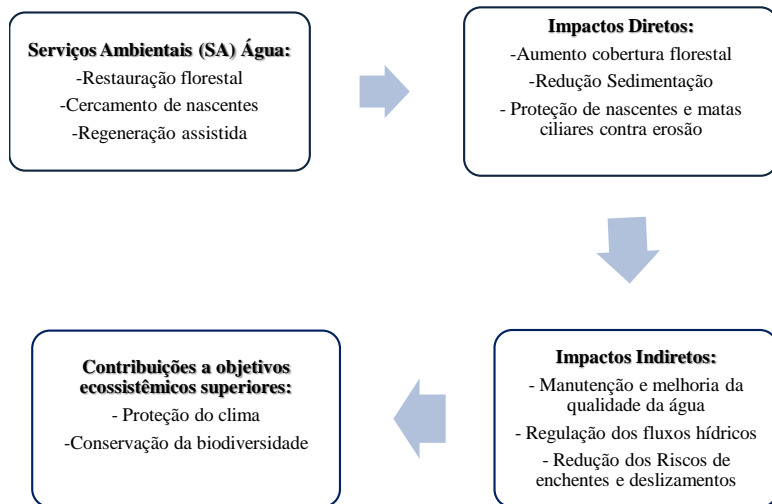 Serviços Ambientais (SA) Água:
-Restauração florestal
-Cercamento de nascentes
-Regeneração assistida
Impactos Diretos:
-Aumento cobertura florestal
-Redução Sedimentação
- Proteção de nascentes e matas
ciliares contra erosão
Impactos Indiretos:
- Manutenção e melhoria da
qualidade da água
- Regulação dos fluxos hídricos
- Redução dos Riscos de
enchentes e deslizamentos
Contribuições a objetivos
ecossistêmicos superiores:
- Proteção do clima
-Conservação da biodiversidade